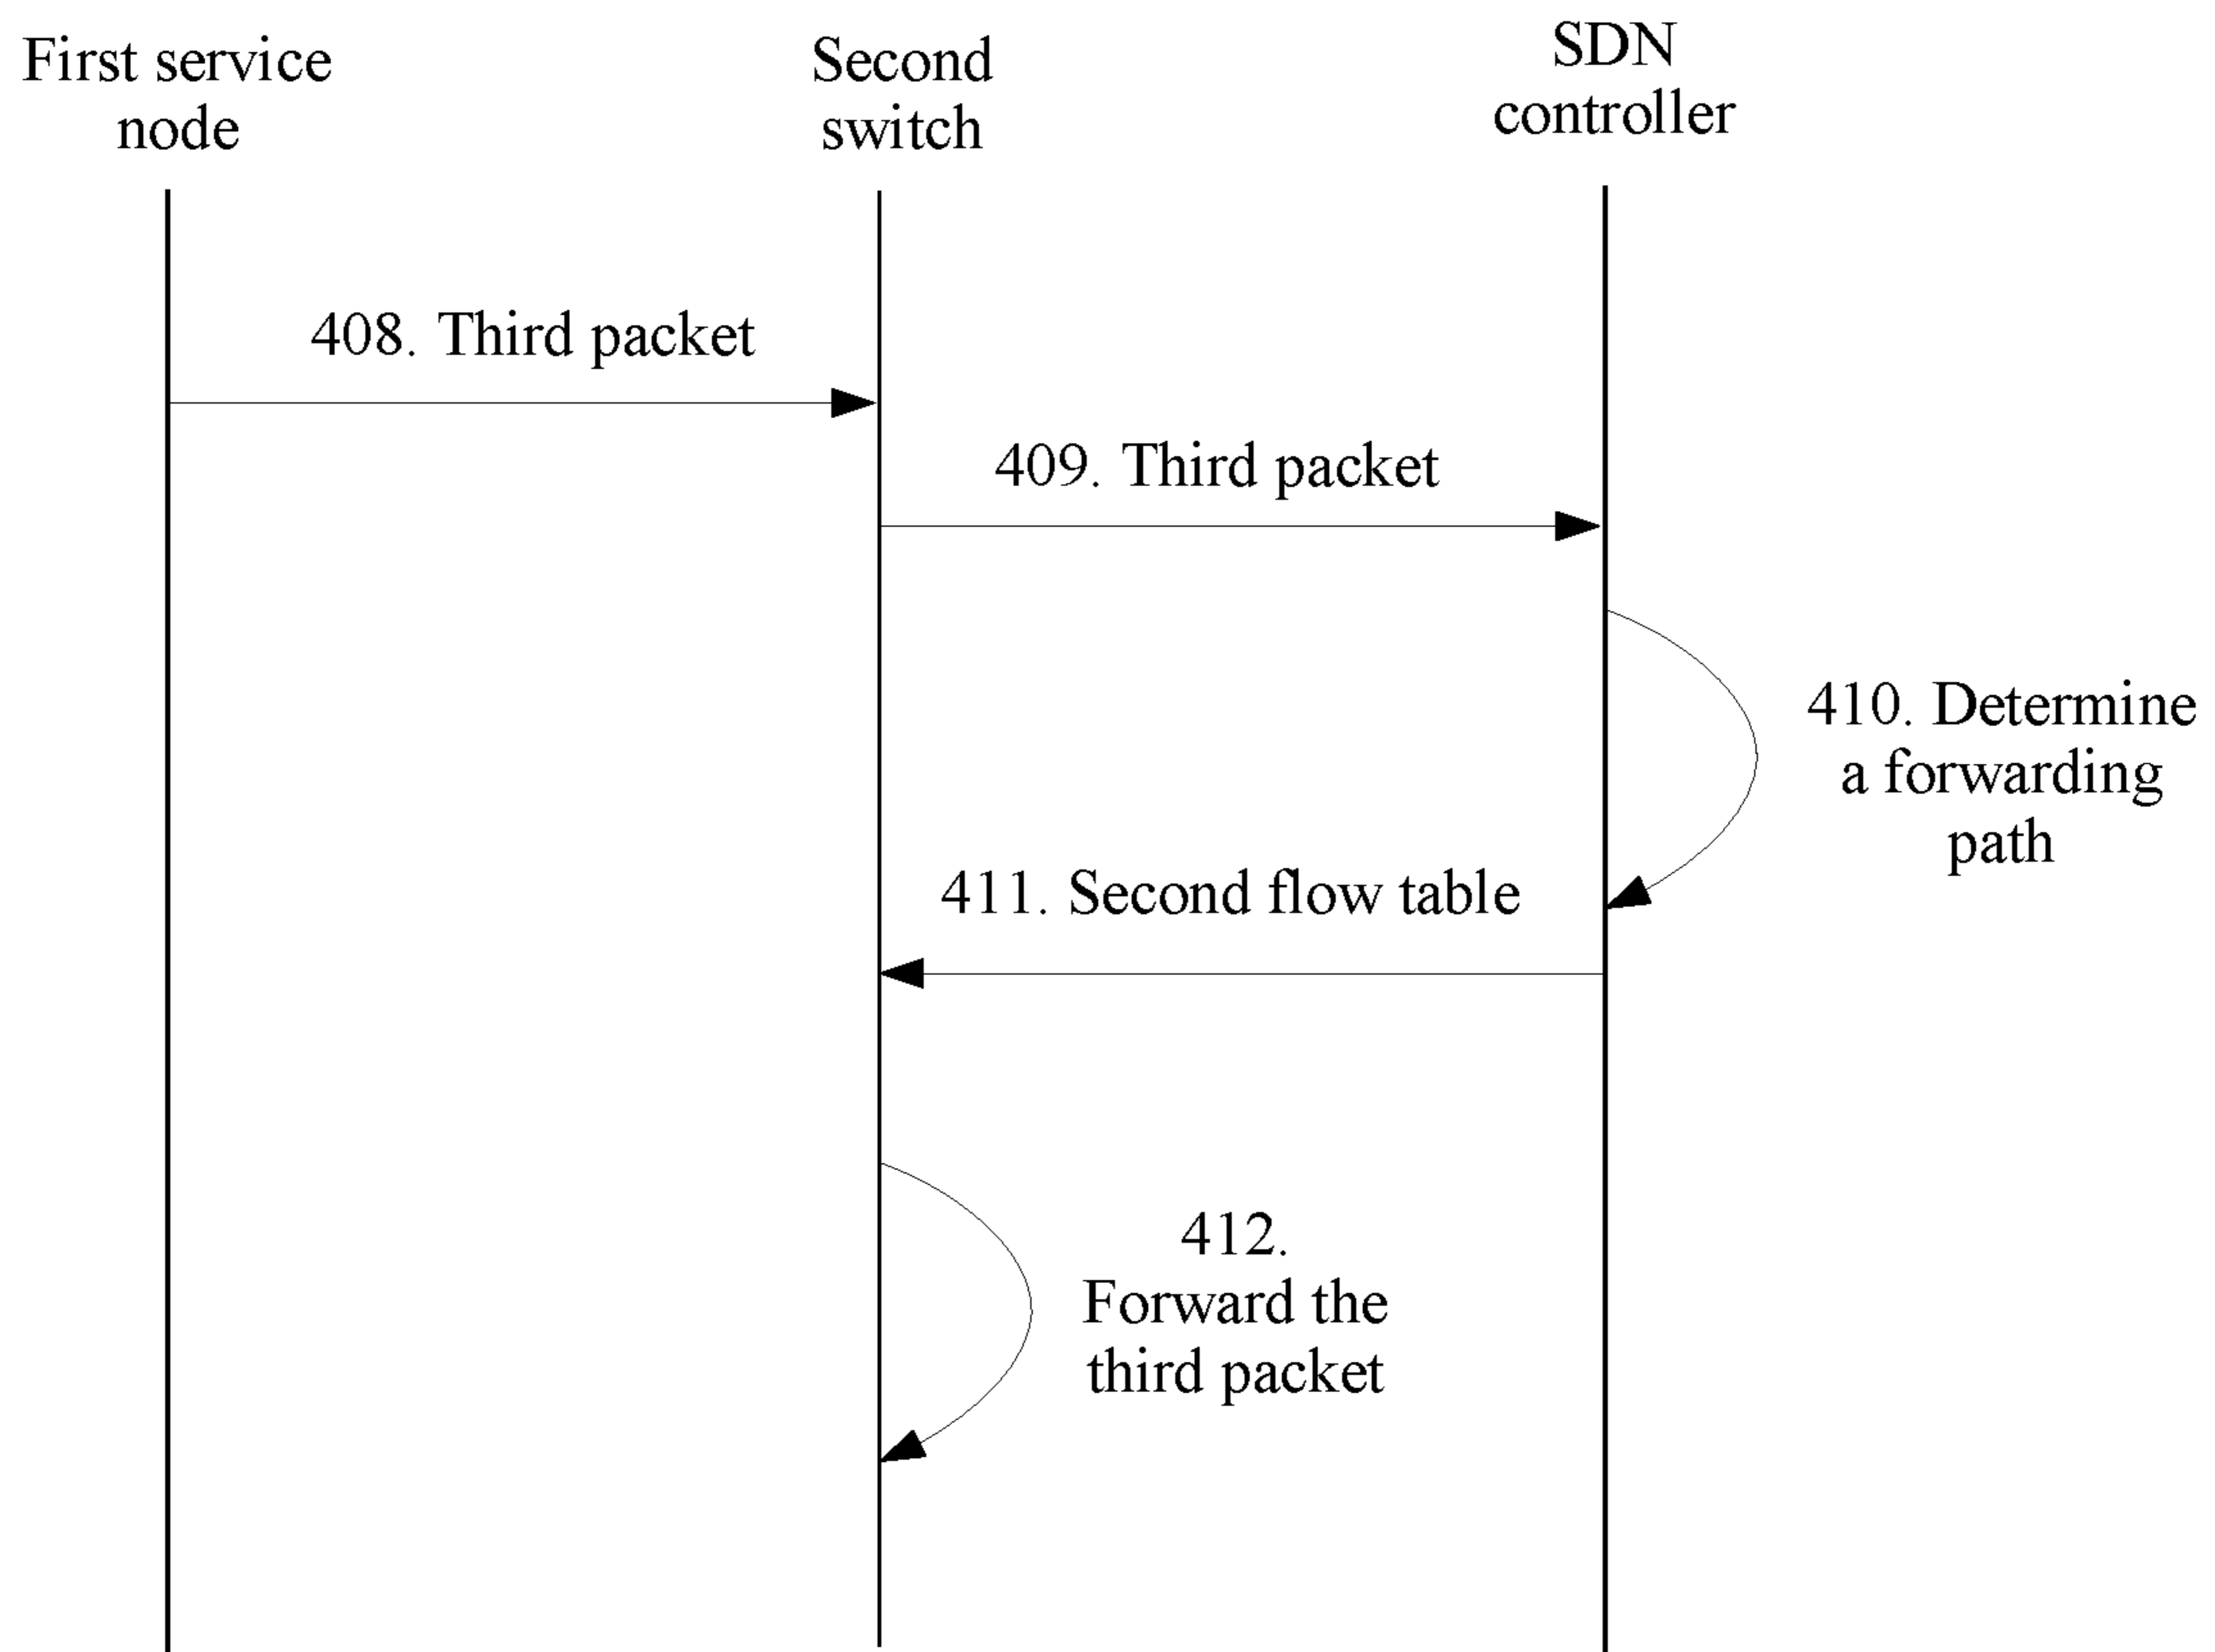 First service
node
Second
switch
SDN
controller
408. Third packet
409. Third packet
410. Determine
a forwarding
path
411. Second flow table
412.
Forward the
third packet